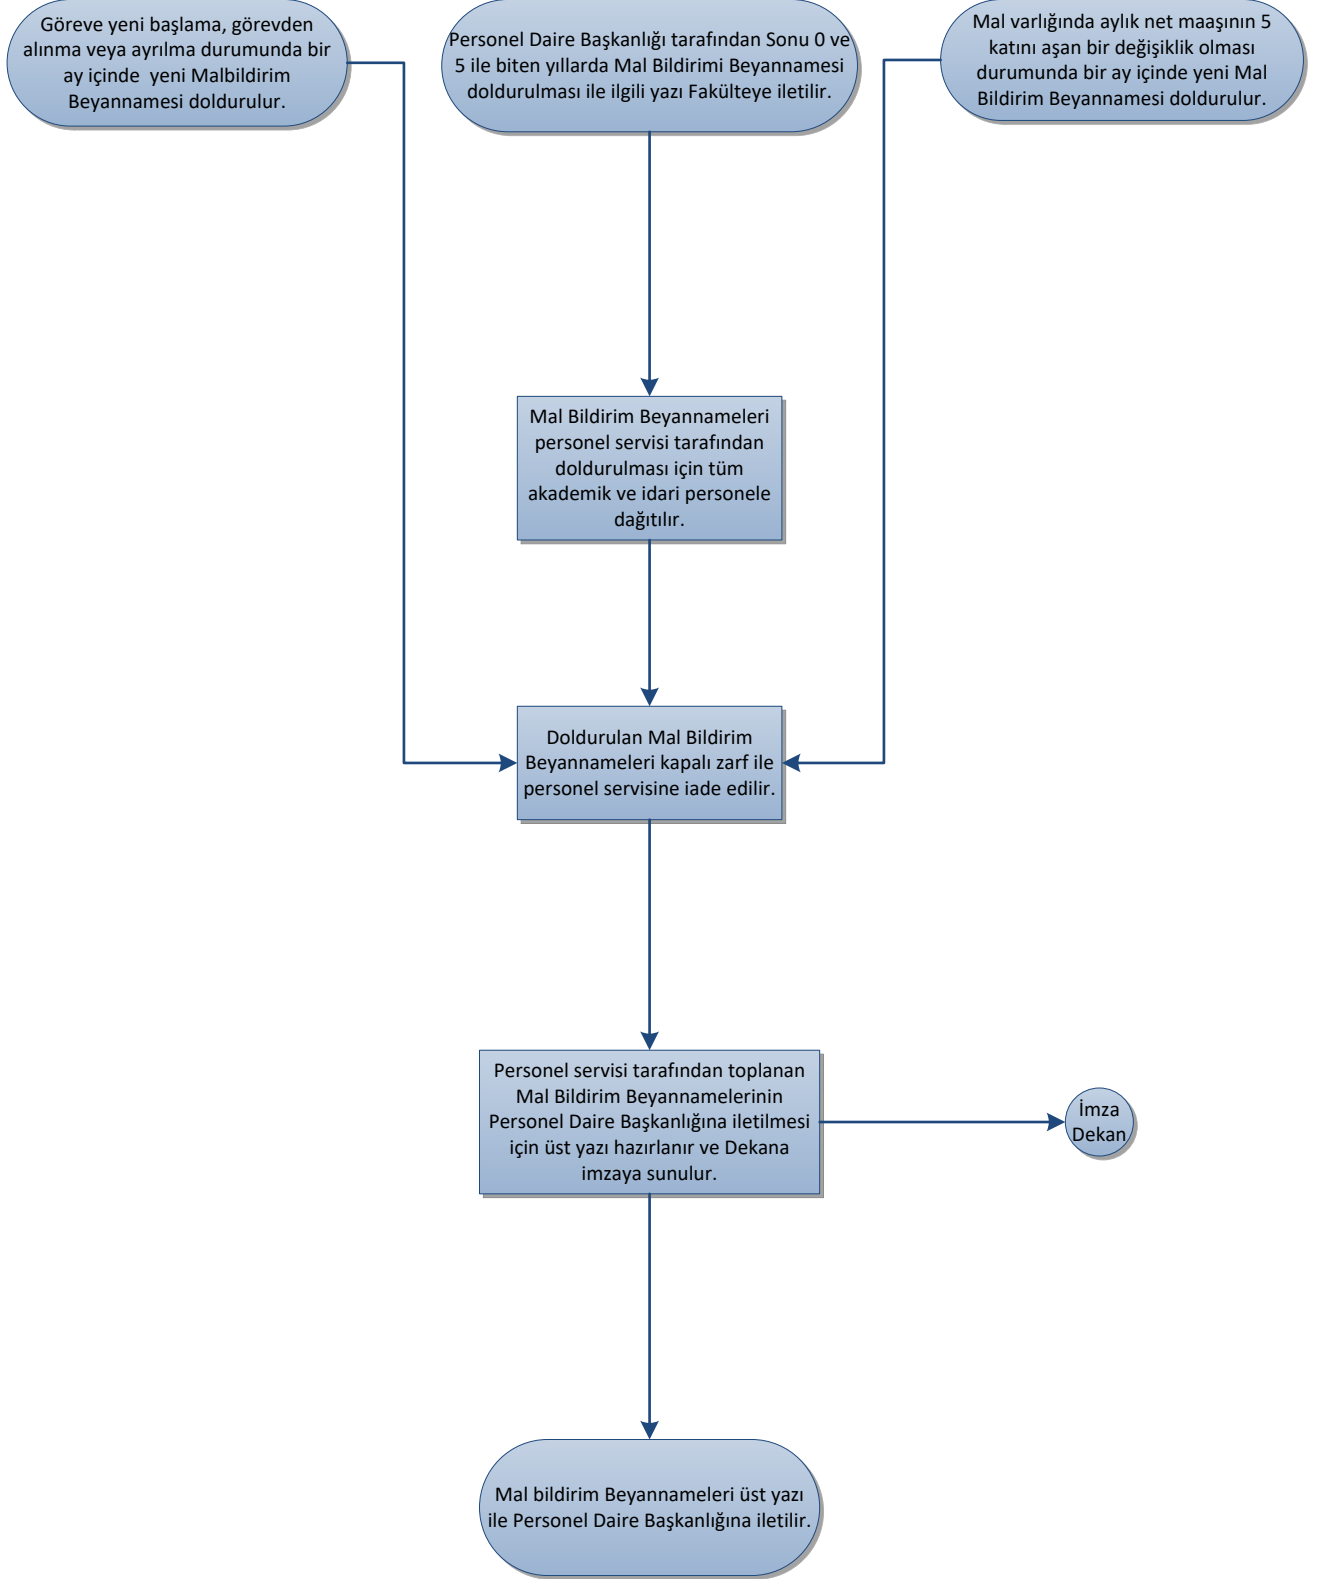 Göreve yeni başlama, görevden
alınma veya ayrılma durumunda bir
ay içinde  yeni Malbildirim
Beyannamesi doldurulur.
Personel Daire Başkanlığı tarafından Sonu 0 ve
5 ile biten yıllarda Mal Bildirimi Beyannamesi
doldurulması ile ilgili yazı Fakülteye iletilir.
Mal varlığında aylık net maaşının 5
katını aşan bir değişiklik olması
durumunda bir ay içinde yeni Mal
Bildirim Beyannamesi doldurulur.
Mal Bildirim Beyannameleri
personel servisi tarafından
doldurulması için tüm
akademik ve idari personele
dağıtılır.
Doldurulan Mal Bildirim
Beyannameleri kapalı zarf ile
personel servisine iade edilir.
Personel servisi tarafından toplanan
Mal Bildirim Beyannamelerinin
Personel Daire Başkanlığına iletilmesi
için üst yazı hazırlanır ve Dekana
imzaya sunulur.
İmza
Dekan
Mal bildirim Beyannameleri üst yazı
ile Personel Daire Başkanlığına iletilir.